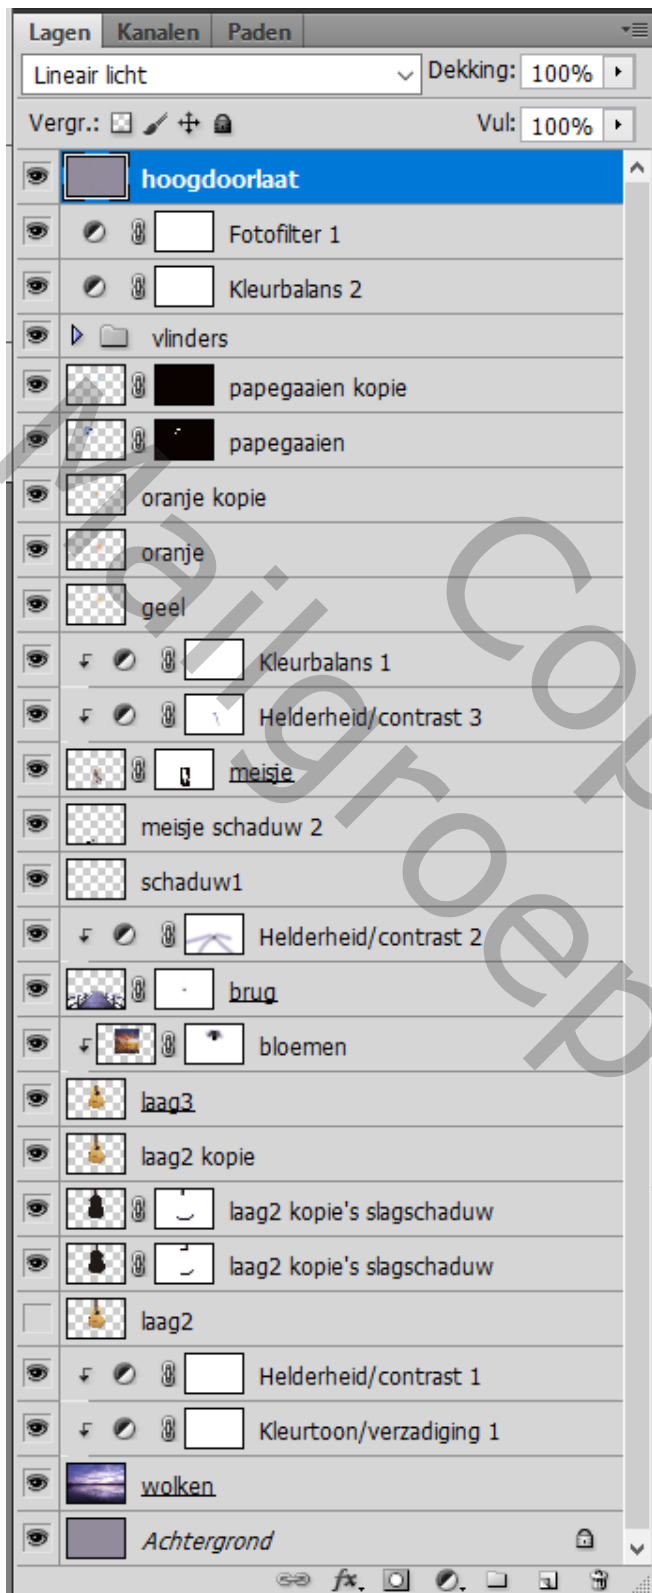 Lagen Kanalen Paden
Lineair licht Dekking: 100%
Vergr.: Vul: 100%
hoogdoorlaat
Fotofilter 1
Kleurbalans 2
vlinders
papegaaien kopie
papegaaien
oranje kopie
oranje
geel
Kleurbalans 1
Helderheid/contrast 3
meisje
meisje schaduw 2
schaduw1
Helderheid/contrast 2
brug
bloemen
laag3
laag2 kopie
laag2 kopie's slagschaduw
laag2 kopie's slagschaduw
laag2
Helderheid/contrast 1
Kleurtoon/verzadiging 1
wolken
Achtergrond
fx.
Mailgroep
Cop